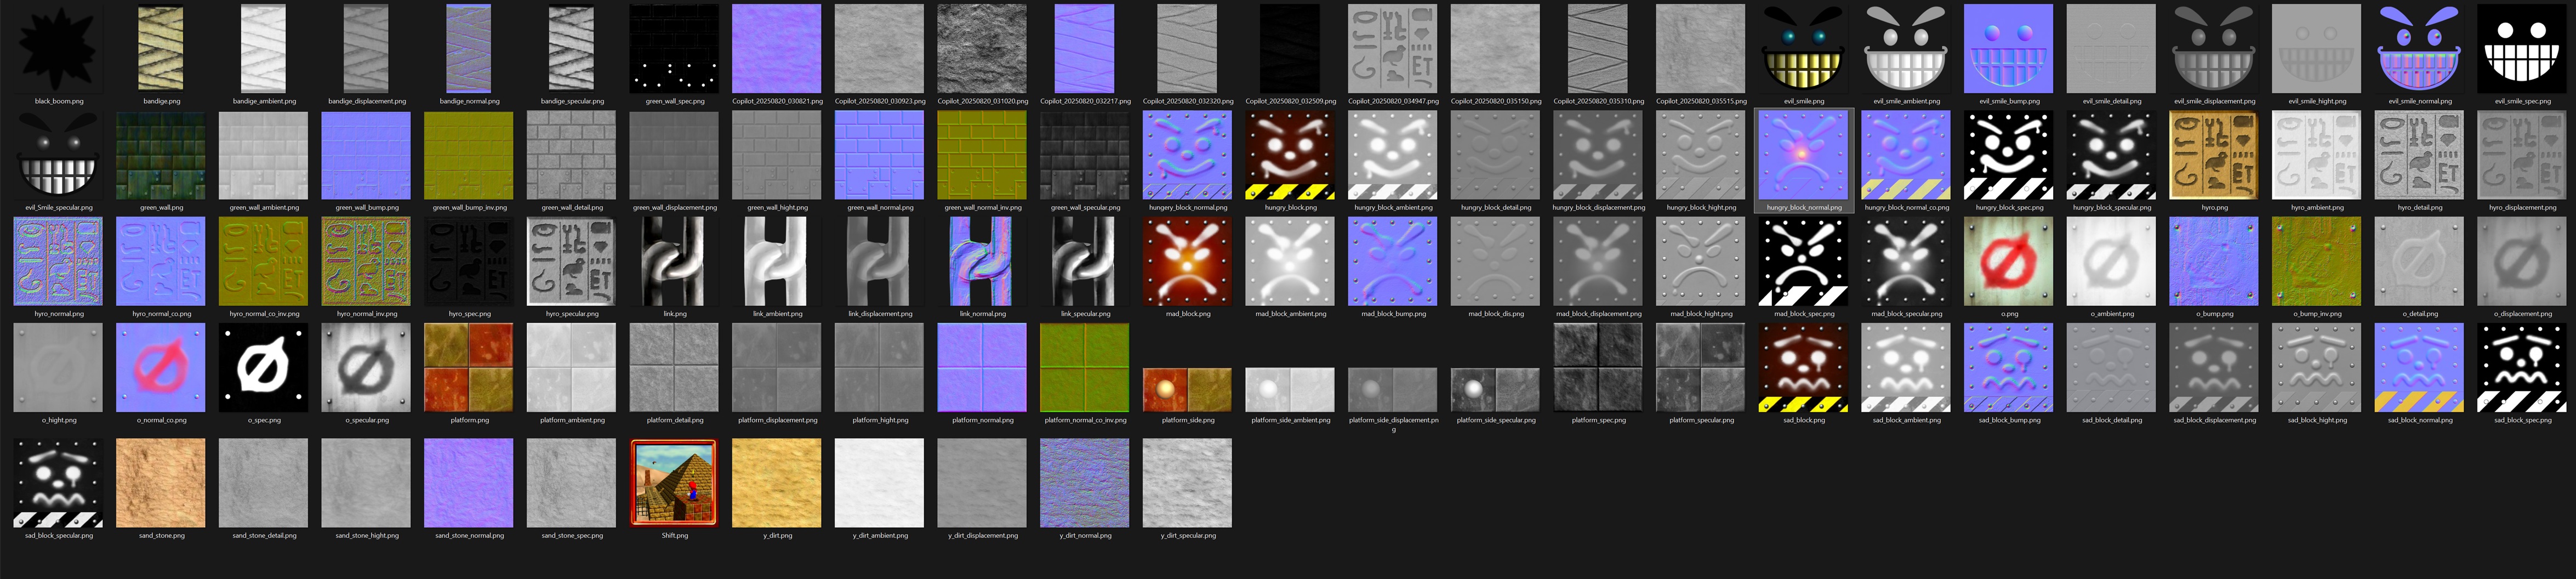 black_boom.png
bandige.png
bandige_ambient.png
bandige_displacement.png
bandige_normal.png
bandige_specular.png
green_wall_spec.png
Copilot_20250820_030821.png
Copilot_20250820_030923.png
Copilot_20250820_031020.png
Copilot_20250820_032217.png
Copilot_20250820_032320.png
Copilot_20250820_032509.png
Copilot_20250820_034947.png
Copilot_20250820_035150.png
Copilot_20250820_035310.png
Copilot_20250820_035515.png
evil_smile.png
evil_smile_ambient.png
evil_smile_bump.png
evil_smile_detail.png
evil_smile_displacement.png
evil_smile_hight.png
evil_smile_normal.png
evil_smile_spec.png
evil_Smile_specular.png
green_wall.png
green_wall_ambient.png
green_wall_bump.png
green_wall_bump_inv.png
green_wall_detail.png
green_wall_displacement.png
green_wall_hight.png
green_wall_normal.png
green_wall_normal_inv.png
green_wall_specular.png
hungery_block_normal.png
hungry_block.png
hungry_block_ambient.png
hungry_block_detail.png
hungry_block_displacement.png
hungry_block_hight.png
hungry_block_normal.png
hungry_block_normal_co.png
hungry_block_spec.png
hungry_block_specular.png
hyro.png
hyro_ambient.png
hyro_detail.png
hyro_displacement.png
hyro_normal.png
hyro_normal_co.png
hyro_normal_co_inv.png
hyro_normal_inv.png
hyro_spec.png
hyro_specular.png
link.png
link_ambient.png
link_displacement.png
link_normal.png
link_specular.png
mad_block.png
mad_block_ambient.png
mad_block_bump.png
mad_block_dis.png
mad_block_displacement.png
mad_block_hight.png
mad_block_spec.png
mad_block_specular.png
o.png
o_ambient.png
o_bump.png
o_bump_inv.png
o_detail.png
o_displacement.png
o_hight.png
o_normal_co.png
o_spec.png
o_specular.png
platform.png
platform_ambient.png
platform_detail.png
platform_displacement.png
platform_hight.png
platform_normal.png
platform_normal_co_inv.png
platform_side.png
platform_side_ambient.png
platform_side_displacement.pn
g
platform_side_specular.png
platform_spec.png
platform_specular.png
sad_block.png
sad_block_ambient.png
sad_block_bump.png
sad_block_detail.png
sad_block_displacement.png
sad_block_hight.png
sad_block_normal.png
sad_block_spec.png
sad_block_specular.png
sand_stone.png
sand_stone_detail.png
sand_stone_hight.png
sand_stone_normal.png
sand_stone_spec.png
Shift.png
y_dirt.png
y_dirt_ambient.png
y_dirt_displacement.png
y_dirt_normal.png
y_dirt_specular.png